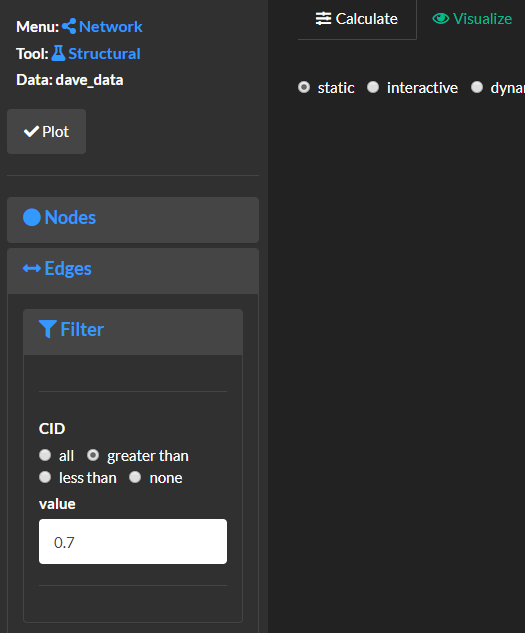 Menu: Network
Tool: Structural
Data: dave_data
Plot
Nodes
Edges
Filter
CID
all greater than
less than none
value
0.7
Calculate Visualize
static interactive dynar